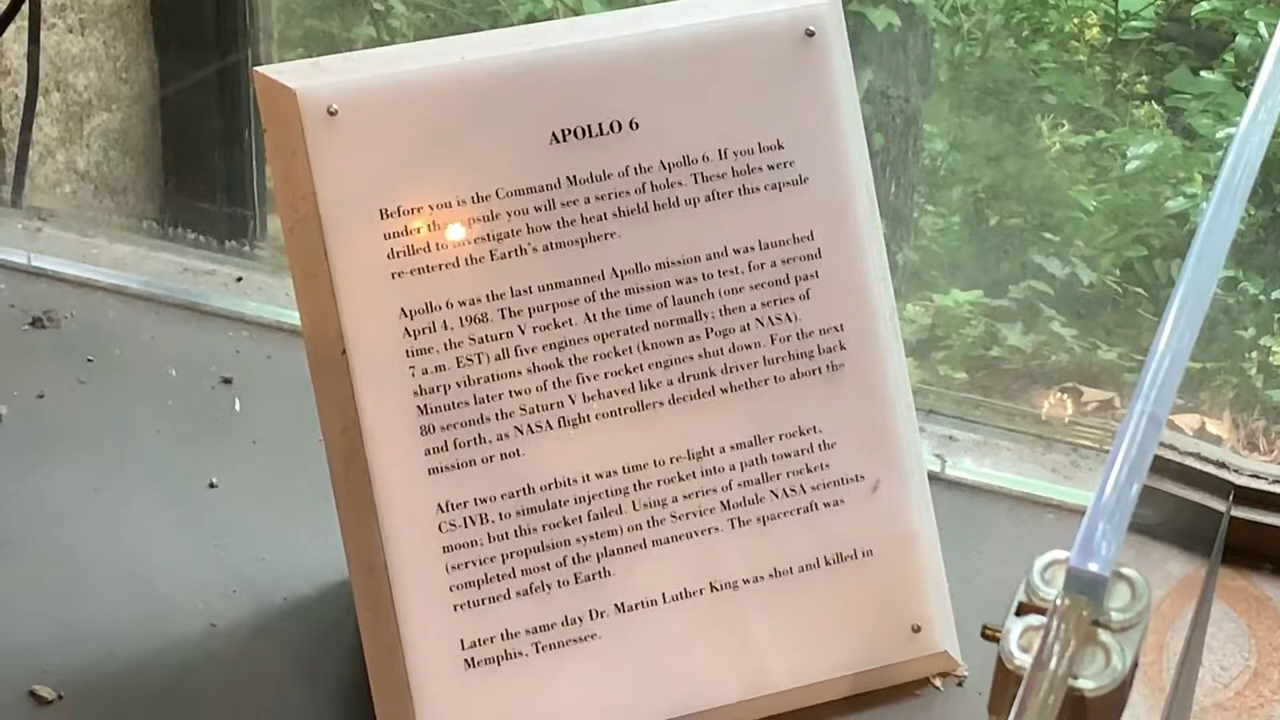 APOLLO 6
Before you is the Command Module of the Apollo 6. If you look
under psule you will see a series of holes. These holes were
drilled to investigate how the heat shield held up after this capsule
re-entered the Earth's atmosphere.
Apollo 6 was the last unmanned Apollo mission and was launched
April 4, 1968. The purpose of the mission was to test, for a second
time, the Saturn V rocket. At the time of launch (one second past
7 a.m. EST) all five engines operated normally; then a series of
sharp vibrations shook the rocket (known as Pogo at NASA).
Minutes later two of the five rocket engines shut down. For the next
80 seconds the Saturn V behaved like a drunk driver lurching back
and forth, as NASA flight controllers decided whether to abort the
mission or not.
After two earth orbits it was time to re-light a smaller rocket,
CS-IVB, to simulate injecting the rocket into a path toward the
moon; but this rocket failed. Using a series of smaller rockets
(service propulsion system) on the Service Module NASA scientists
completed most of the planned maneuvers. The spacecraft was
returned safely to Earth.
Later the same day Dr. Martin Luther King was shot and killed in
Memphis, Tennessee.